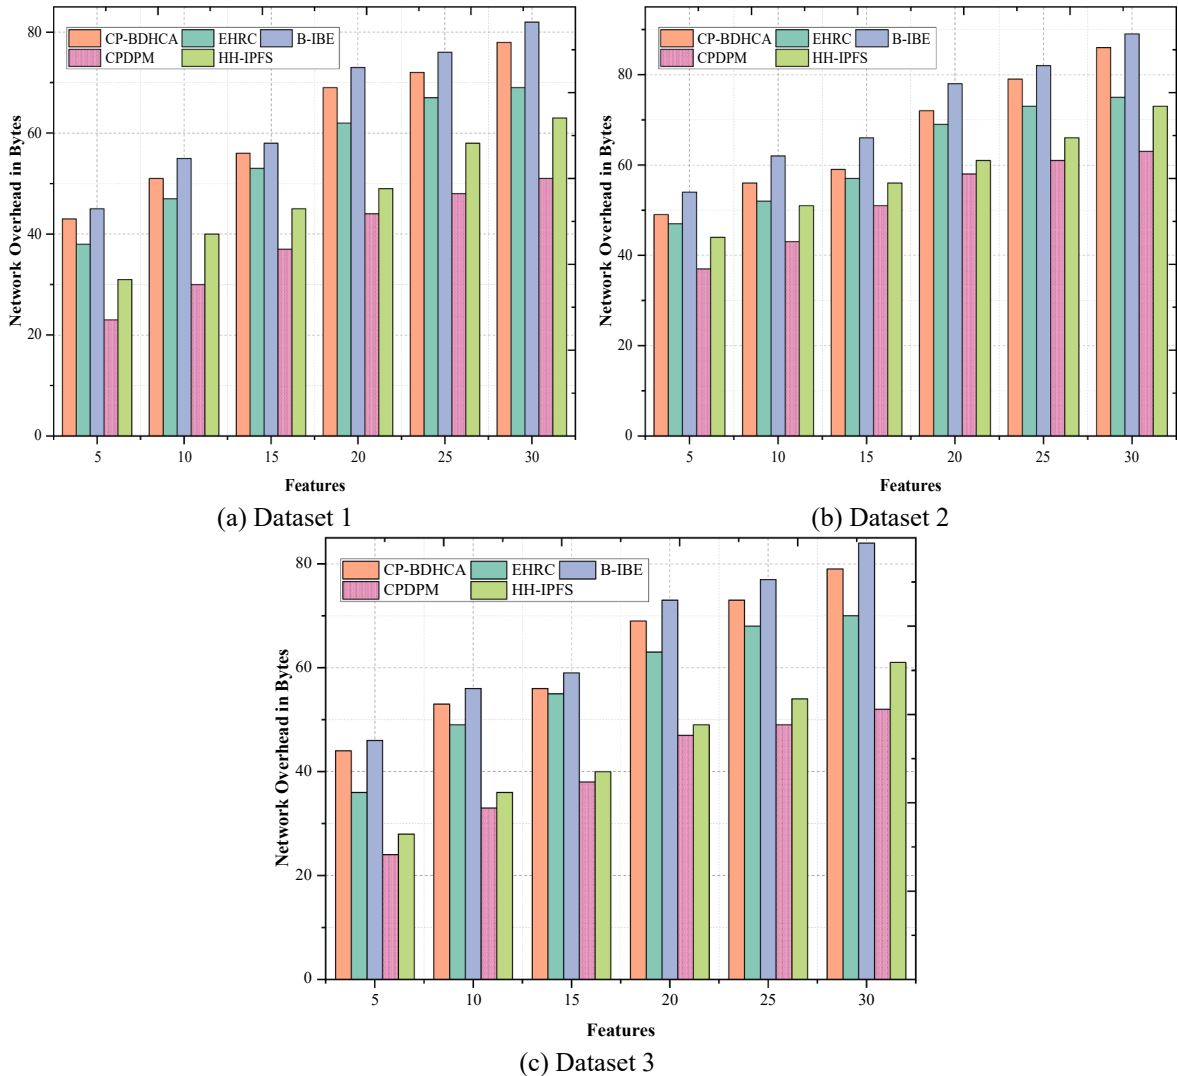 CP-BDHCA EHRC B-IBE
CPDPM HH-IPFS
Network Overhead in Bytes
80
60
40
20
0
5 10 15 20 25 30
Features
(a) Dataset 1
CP-BDHCA EHRC B-IBE
CPDPM HH-IPFS
Network Overhead in Bytes
80
60
40
20
0
5 10 15 20 25 30
Features
(b) Dataset 2
CP-BDHCA EHRC B-IBE
CPDPM HH-IPFS
Network Overhead in Bytes
80
60
40
20
0
5 10 15 20 25 30
Features
(c) Dataset 3